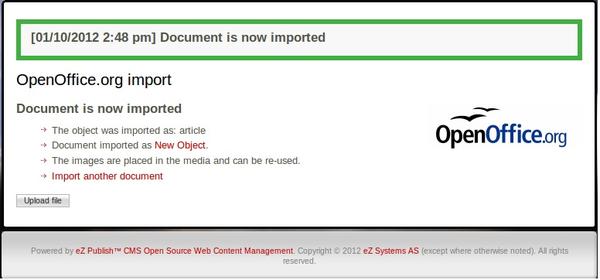 [01/10/2012 2:48 pm] Document is now imported
OpenOffice.org import
Document is now imported
OpenOffice.org
The object was imported as: article
Document imported as New Object.
The images are placed in the media and can be re-used.
Import another document
Upload file
Powered by eZ Publish™ CMS Open Source Web Content Management. Copyright © 2012 eZ Systems AS (except where otherwise noted). All rights
reserved.